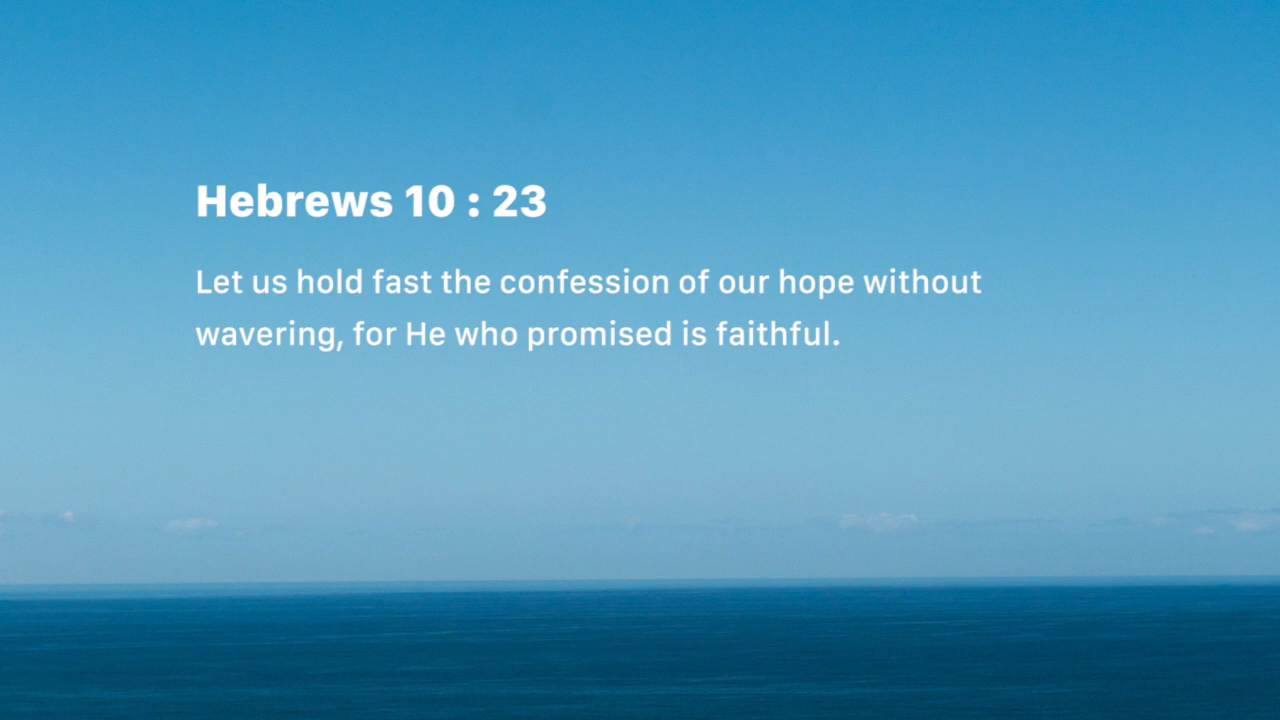 Hebrews 10 : 23
Let us hold fast the confession of our hope without
wavering, for He who promised is faithful.